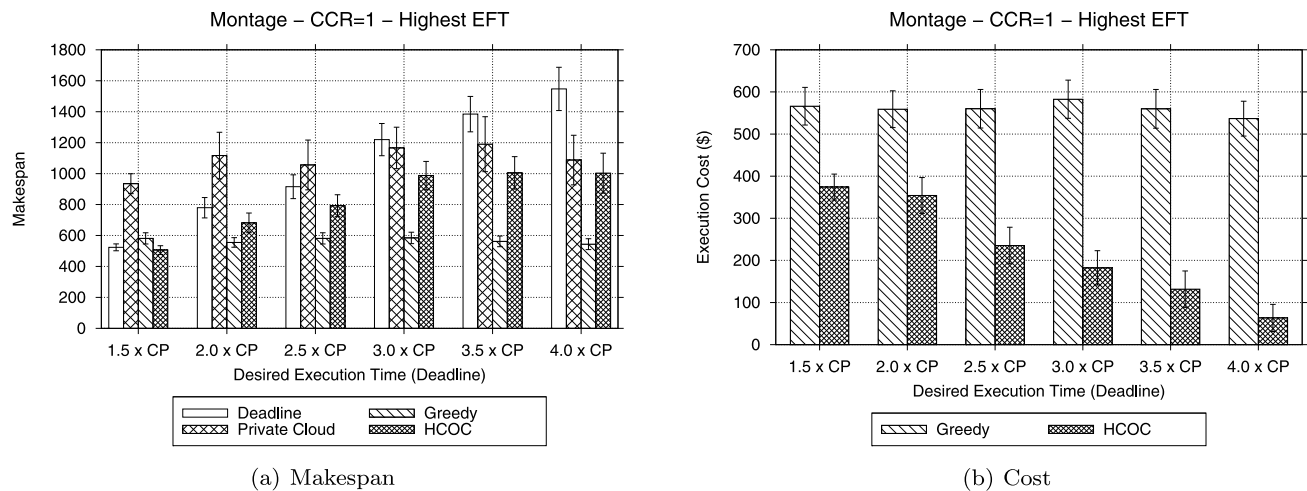 Montage – CCR=1 – Highest EFT
1800
1600
1400
1200
1000
800
600
400
200
0
Makespan
1.5 x CP 2.0 x CP 2.5 x CP 3.0 x CP 3.5 x CP 4.0 x CP
Desired Execution Time (Deadline)
Deadline Greedy
Private Cloud HCOC
(a) Makespan
Montage – CCR=1 – Highest EFT
700
600
500
400
300
200
100
0
Execution Cost ($)
1.5 x CP 2.0 x CP 2.5 x CP 3.0 x CP 3.5 x CP 4.0 x CP
Desired Execution Time (Deadline)
Greedy HCOC
(b) Cost